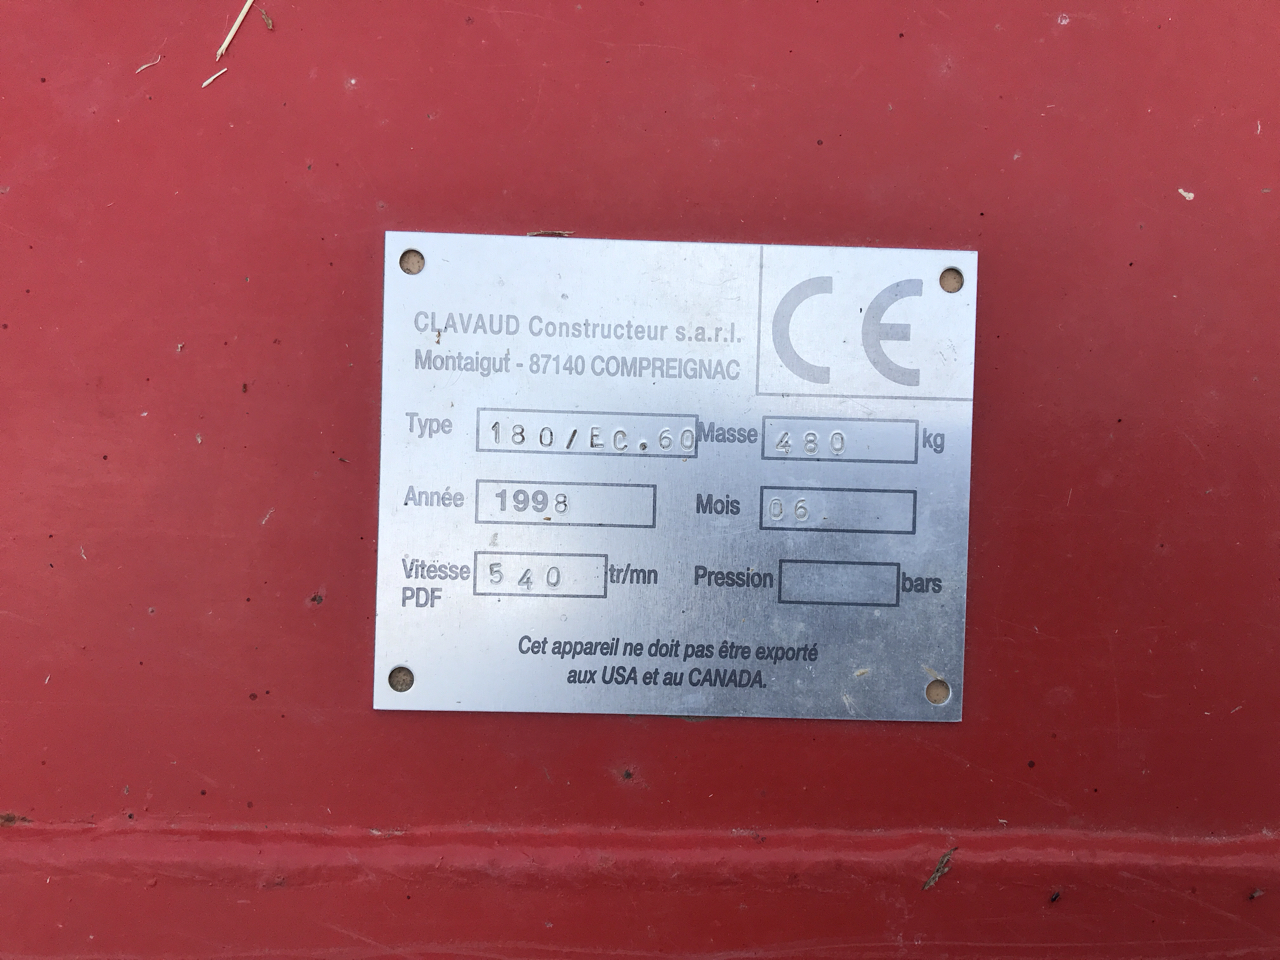 CLAVAUD Constructeur s.a.r.l.
Montaigut - 87140 COMPREIGNAC
CE
Type 180/EC.60 Masse 480 kg
Année 1998 Mois 06
Vitesse PDF 540 tr/mn Pression bars
Cet appareil ne doit pas être exporté
aux USA et au CANADA.